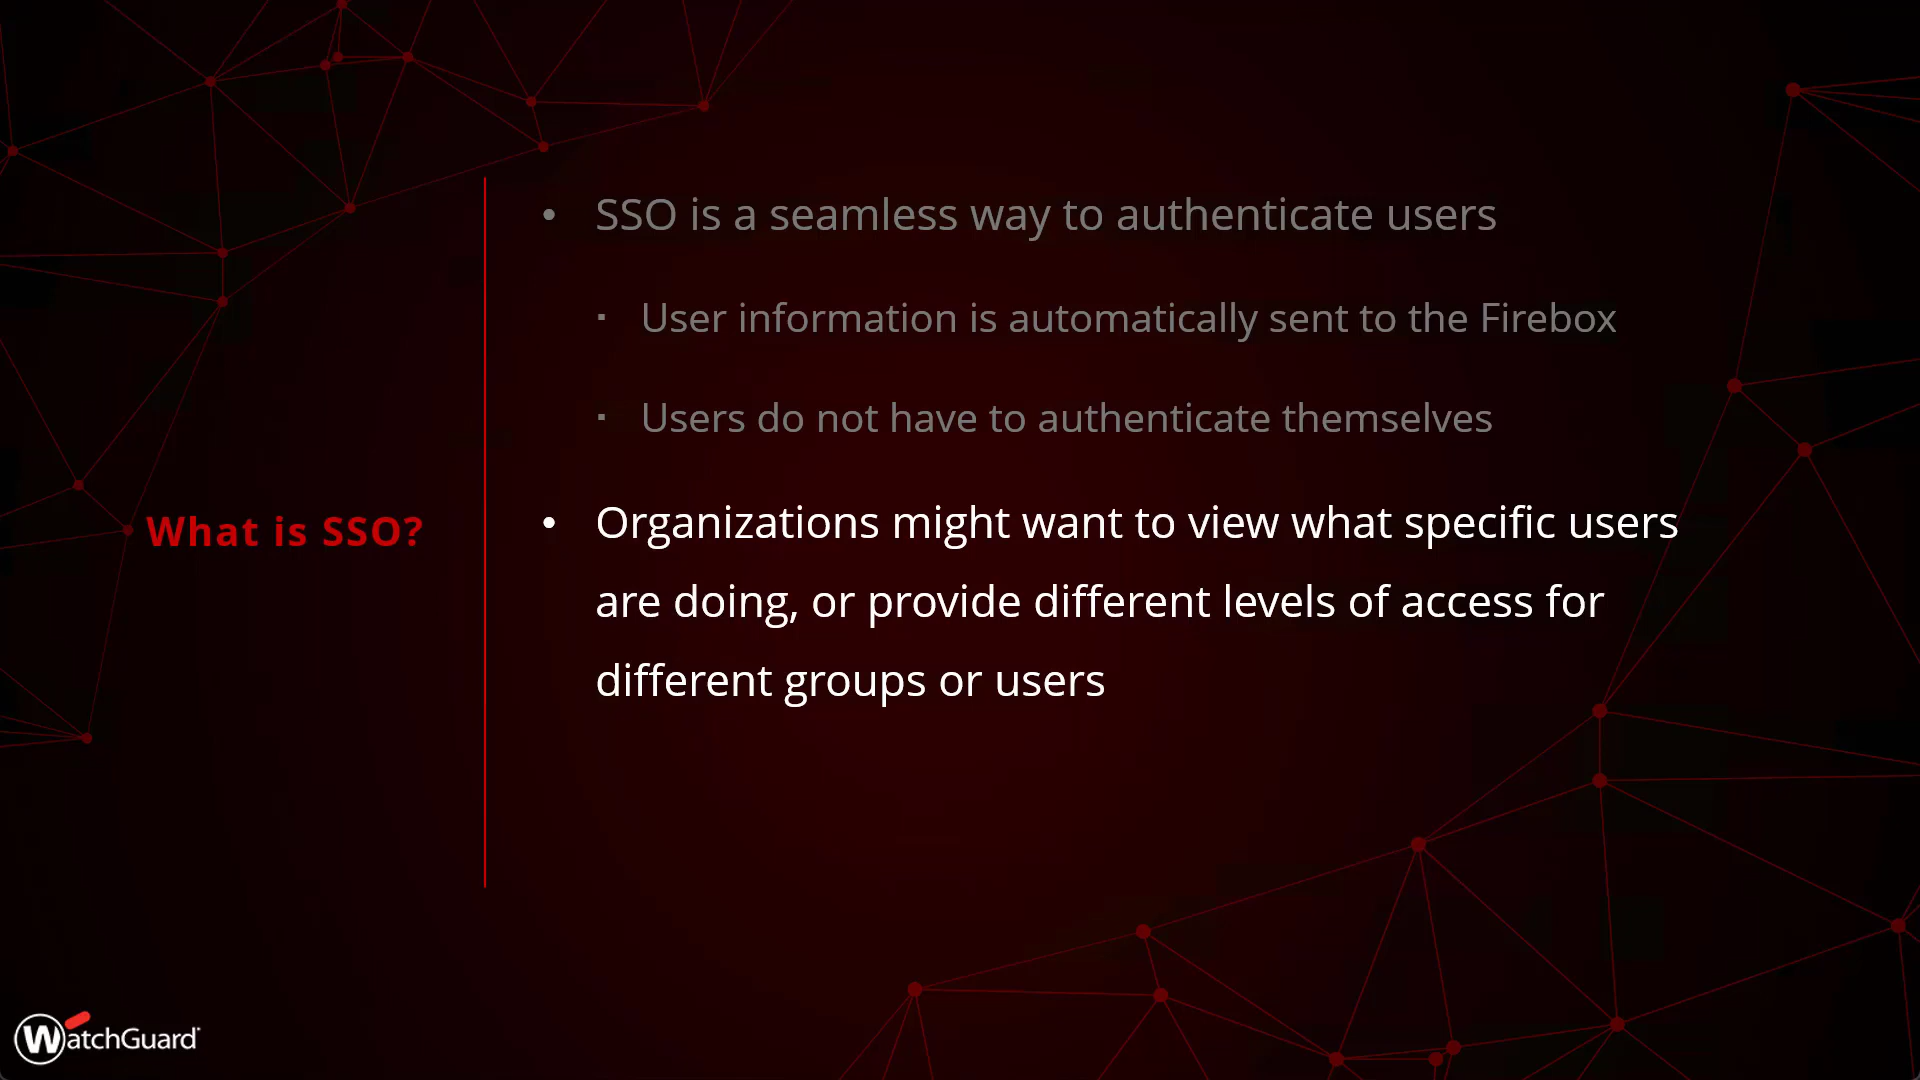 • SSO is a seamless way to authenticate users
▪ User information is automatically sent to the Firebox
▪ Users do not have to authenticate themselves
What is SSO?
• Organizations might want to view what specific users
are doing, or provide different levels of access for
different groups or users
WatchGuard